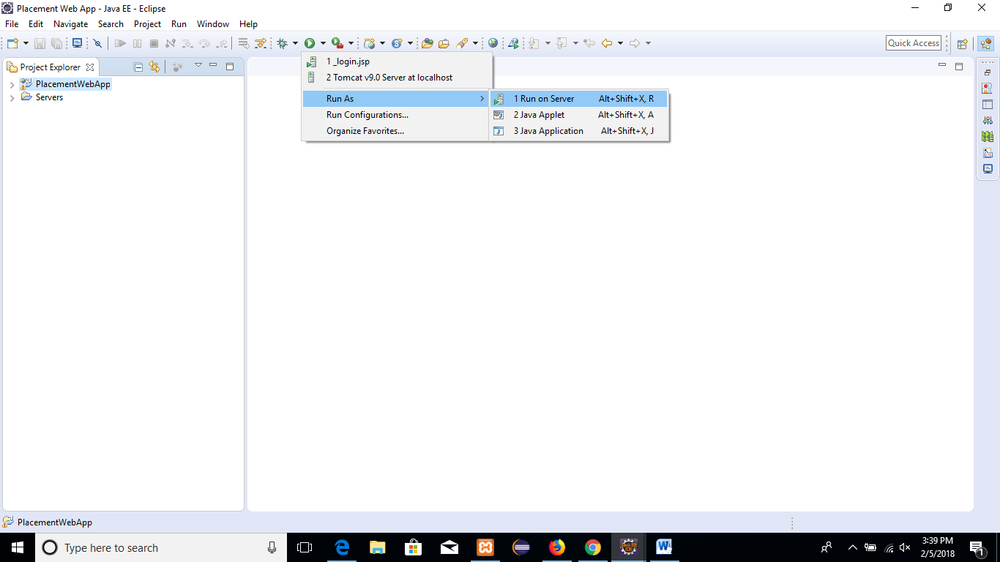 Placement Web App - Java EE - Eclipse
File Edit Navigate Search Project Run Window Help
Quick Access
Project Explorer
PlacementWebApp
Servers
1 _login.jsp
2 Tomcat v9.0 Server at localhost
Run As
Run Configurations...
Organize Favorites...
1 Run on Server Alt+Shift+X, R
2 Java Applet Alt+Shift+X, A
3 Java Application Alt+Shift+X, J
PlacementWebApp
Type here to search
3:39 PM
2/5/2018
1